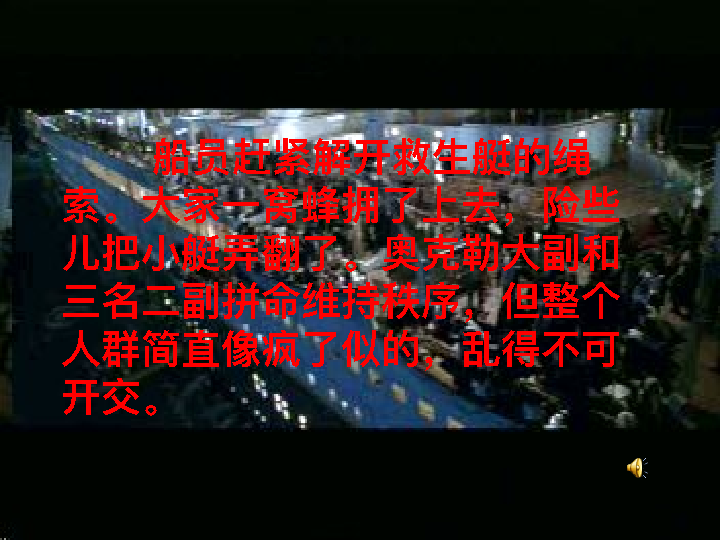 船员赶紧解开救生艇的绳
索。大家一窝蜂拥了上去，险些
儿把小艇弄翻了。奥克勒大副和
三名二副拼命维持秩序，但整个
人群简直像疯了似的，乱得不可
开交。